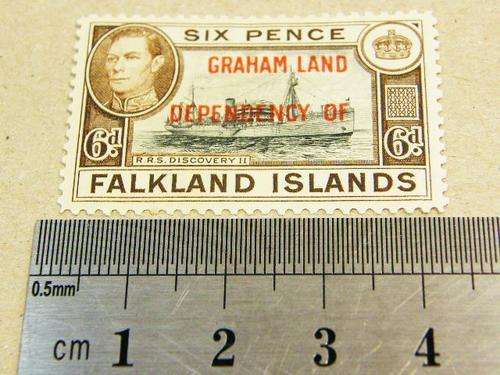 SIX PENCE
GRAHAM LAND
DEPENDENCY OF
6d 6d
R.R.S. DISCOVERY II
FALKLAND ISLANDS
0.5mm
cm 1 2 3 4